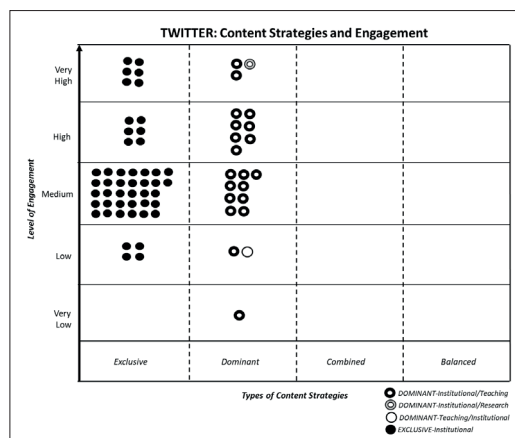 TWITTER: Content Strategies and Engagement
Level of Engagement
Very
High
High
Medium
Low
Very
Low
Exclusive
Dominant
Combined
Balanced
Types of Content Strategies
DOMINANT-Institutional/Teaching
DOMINANT-Institutional/Research
DOMINANT-Teaching/Institutional
EXCLUSIVE-Institutional